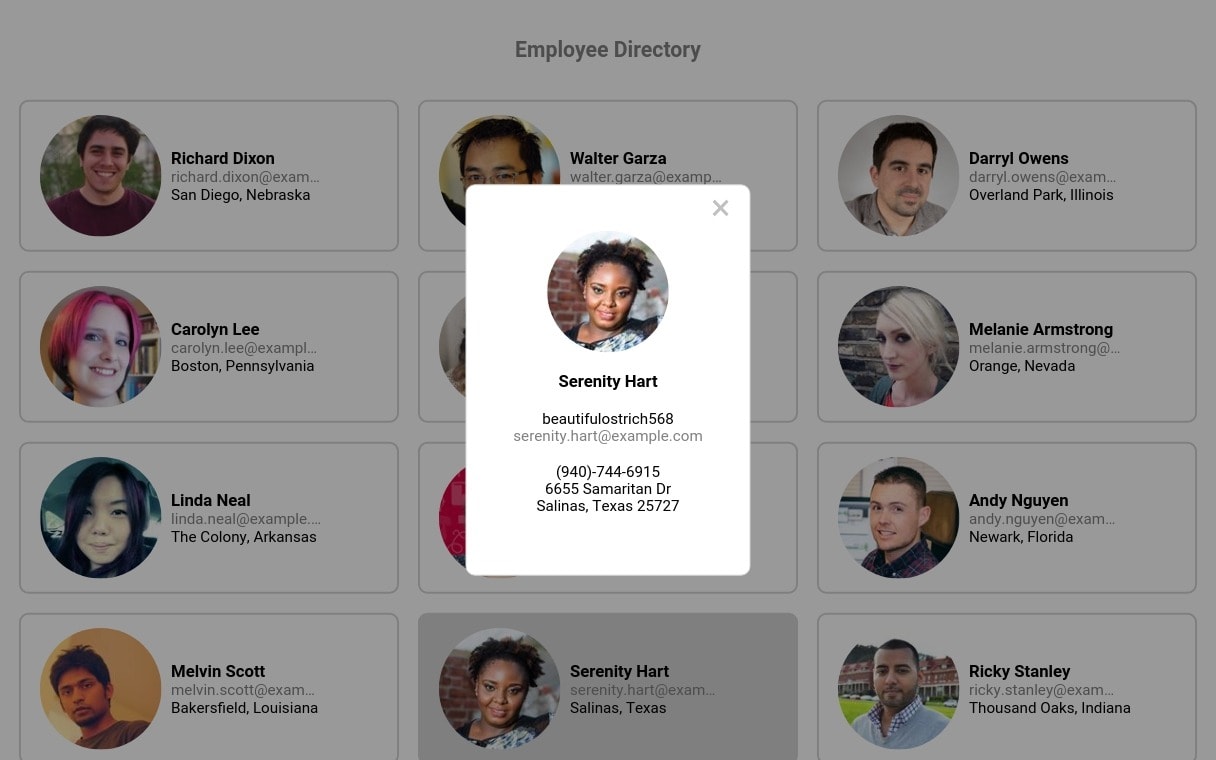 Employee Directory
Richard Dixon
richard.dixon@exam…
San Diego, Nebraska
Walter Garza
walter.garza@examp…
Darryl Owens
darryl.owens@exam…
Overland Park, Illinois
×
Serenity Hart
beautifulostrich568
serenity.hart@example.com
(940)-744-6915
6655 Samaritan Dr
Salinas, Texas 25727
Carolyn Lee
carolyn.lee@exampl…
Boston, Pennsylvania
Melanie Armstrong
melanie.armstrong@…
Orange, Nevada
Linda Neal
linda.neal@example.…
The Colony, Arkansas
Andy Nguyen
andy.nguyen@exam…
Newark, Florida
Melvin Scott
melvin.scott@exam…
Bakersfield, Louisiana
Serenity Hart
serenity.hart@exam…
Salinas, Texas
Ricky Stanley
ricky.stanley@exam…
Thousand Oaks, Indiana